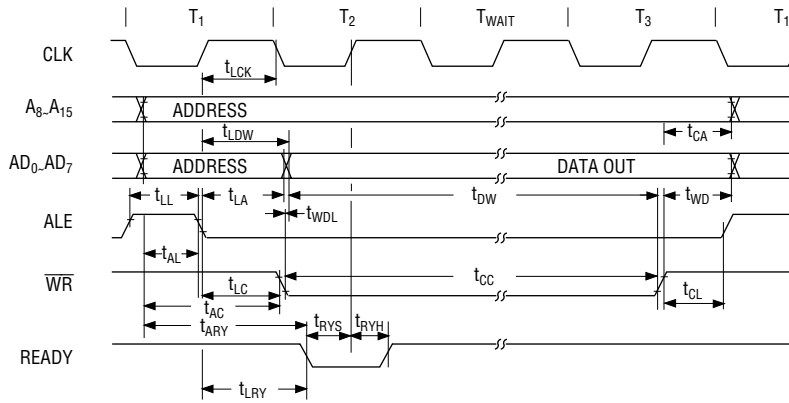 T1 T2 TWAIT T3 T1
CLK
tLCK
A8~A15 ADDRESS
tLDW tCA
AD0~AD7 ADDRESS DATA OUT
tLL tLA tDW tWD
ALE tWDL
tAL
WR tLC tCC
tAC tCL
tARY tRYS tRYH
READY
tLRY